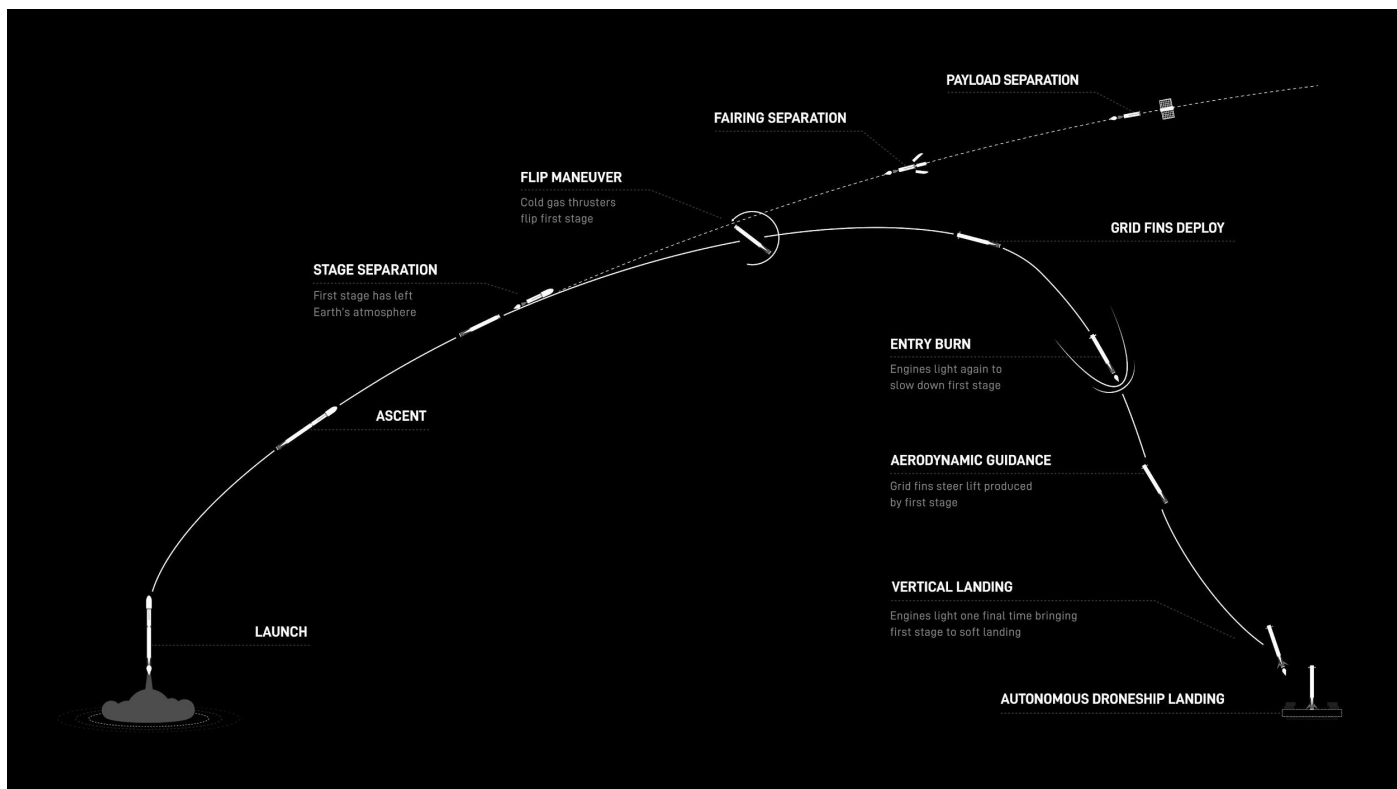 PAYLOAD SEPARATION
FAIRING SEPARATION
FLIP MANEUVER
Cold gas thrusters
flip first stage
GRID FINS DEPLOY
STAGE SEPARATION
First stage has left
Earth's atmosphere
ENTRY BURN
Engines light again to
slow down first stage
ASCENT
AERODYNAMIC GUIDANCE
Grid fins steer lift produced
by first stage
VERTICAL LANDING
Engines light one final time bringing
first stage to soft landing
LAUNCH
AUTONOMOUS DRONESHIP LANDING